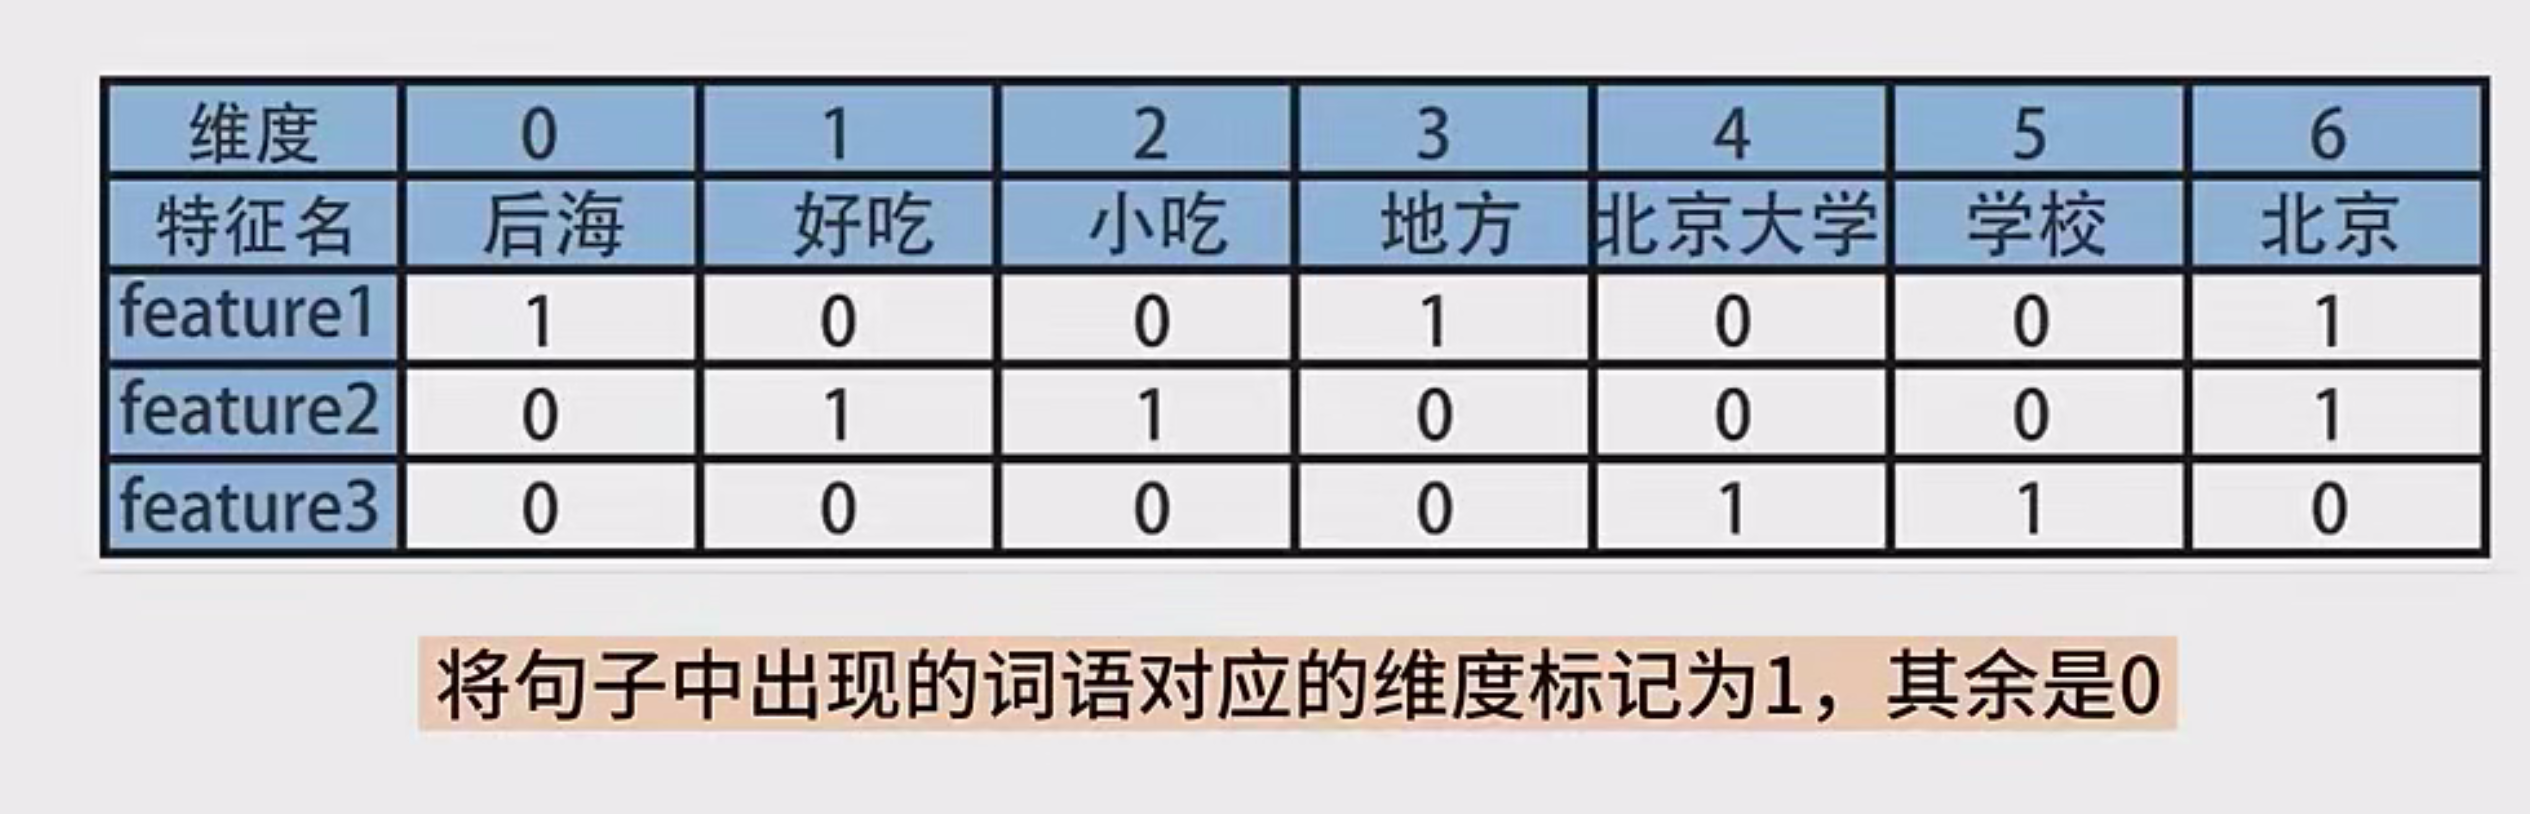 维度 0 1 2 3 4 5 6
特征名 后海 好吃 小吃 地方 北京大学 学校 北京
feature1 1 0 0 1 0 0 1
feature2 0 1 1 0 0 0 1
feature3 0 0 0 0 1 1 0
将句子中出现的词语对应的维度标记为1，其余是0